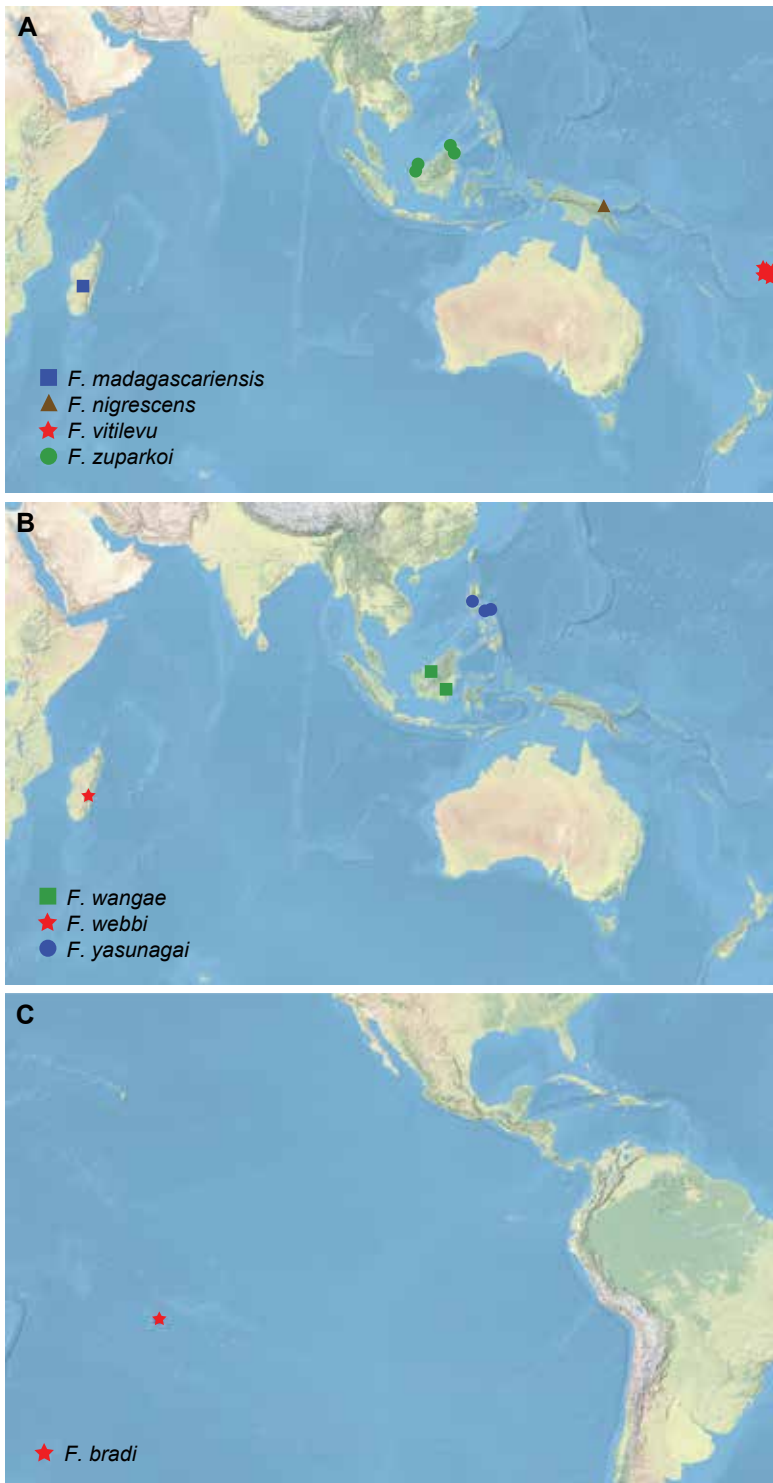 A
F. madagascariensis
F. nigrescens
F. vitilevu
F. zuparkoi
B
F. wangae
F. webbi
F. yasunagai
C
F. bradi